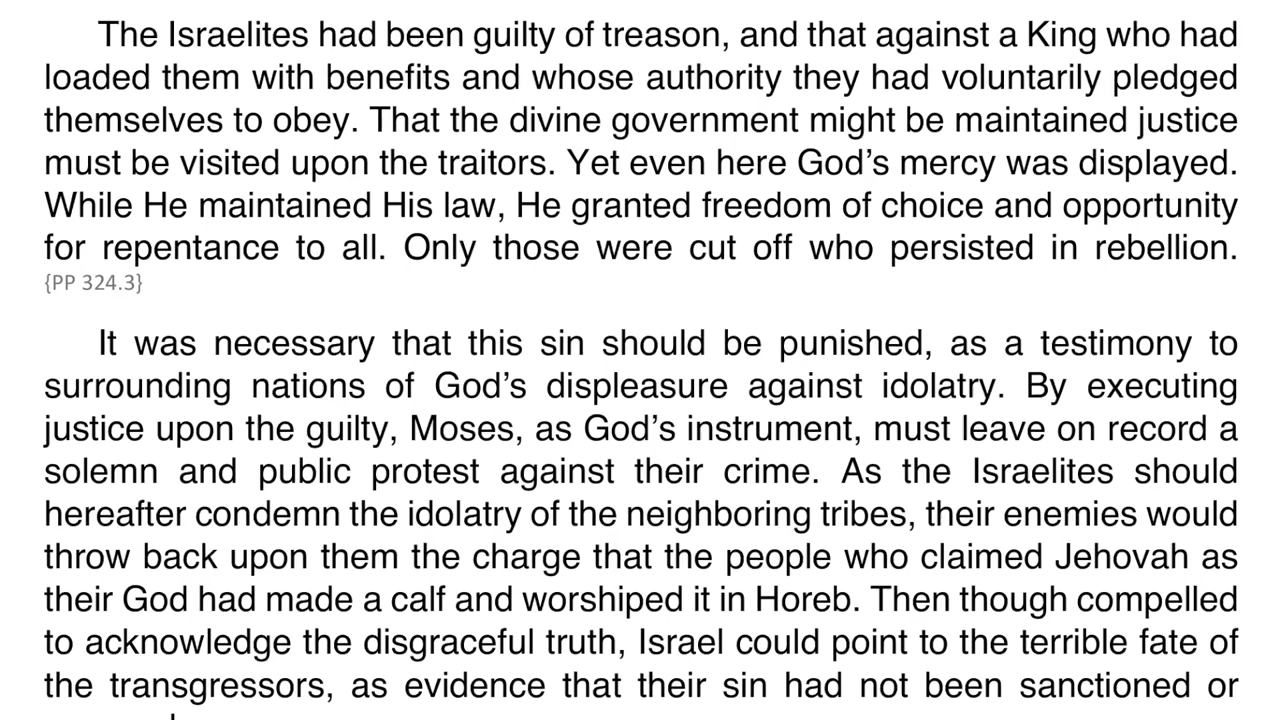 The Israelites had been guilty of treason, and that against a King who had
loaded them with benefits and whose authority they had voluntarily pledged
themselves to obey. That the divine government might be maintained justice
must be visited upon the traitors. Yet even here God’s mercy was displayed.
While He maintained His law, He granted freedom of choice and opportunity
for repentance to all. Only those were cut off who persisted in rebellion.
{PP 324.3}
It was necessary that this sin should be punished, as a testimony to
surrounding nations of God’s displeasure against idolatry. By executing
justice upon the guilty, Moses, as God’s instrument, must leave on record a
solemn and public protest against their crime. As the Israelites should
hereafter condemn the idolatry of the neighboring tribes, their enemies would
throw back upon them the charge that the people who claimed Jehovah as
their God had made a calf and worshiped it in Horeb. Then though compelled
to acknowledge the disgraceful truth, Israel could point to the terrible fate of
the transgressors, as evidence that their sin had not been sanctioned or